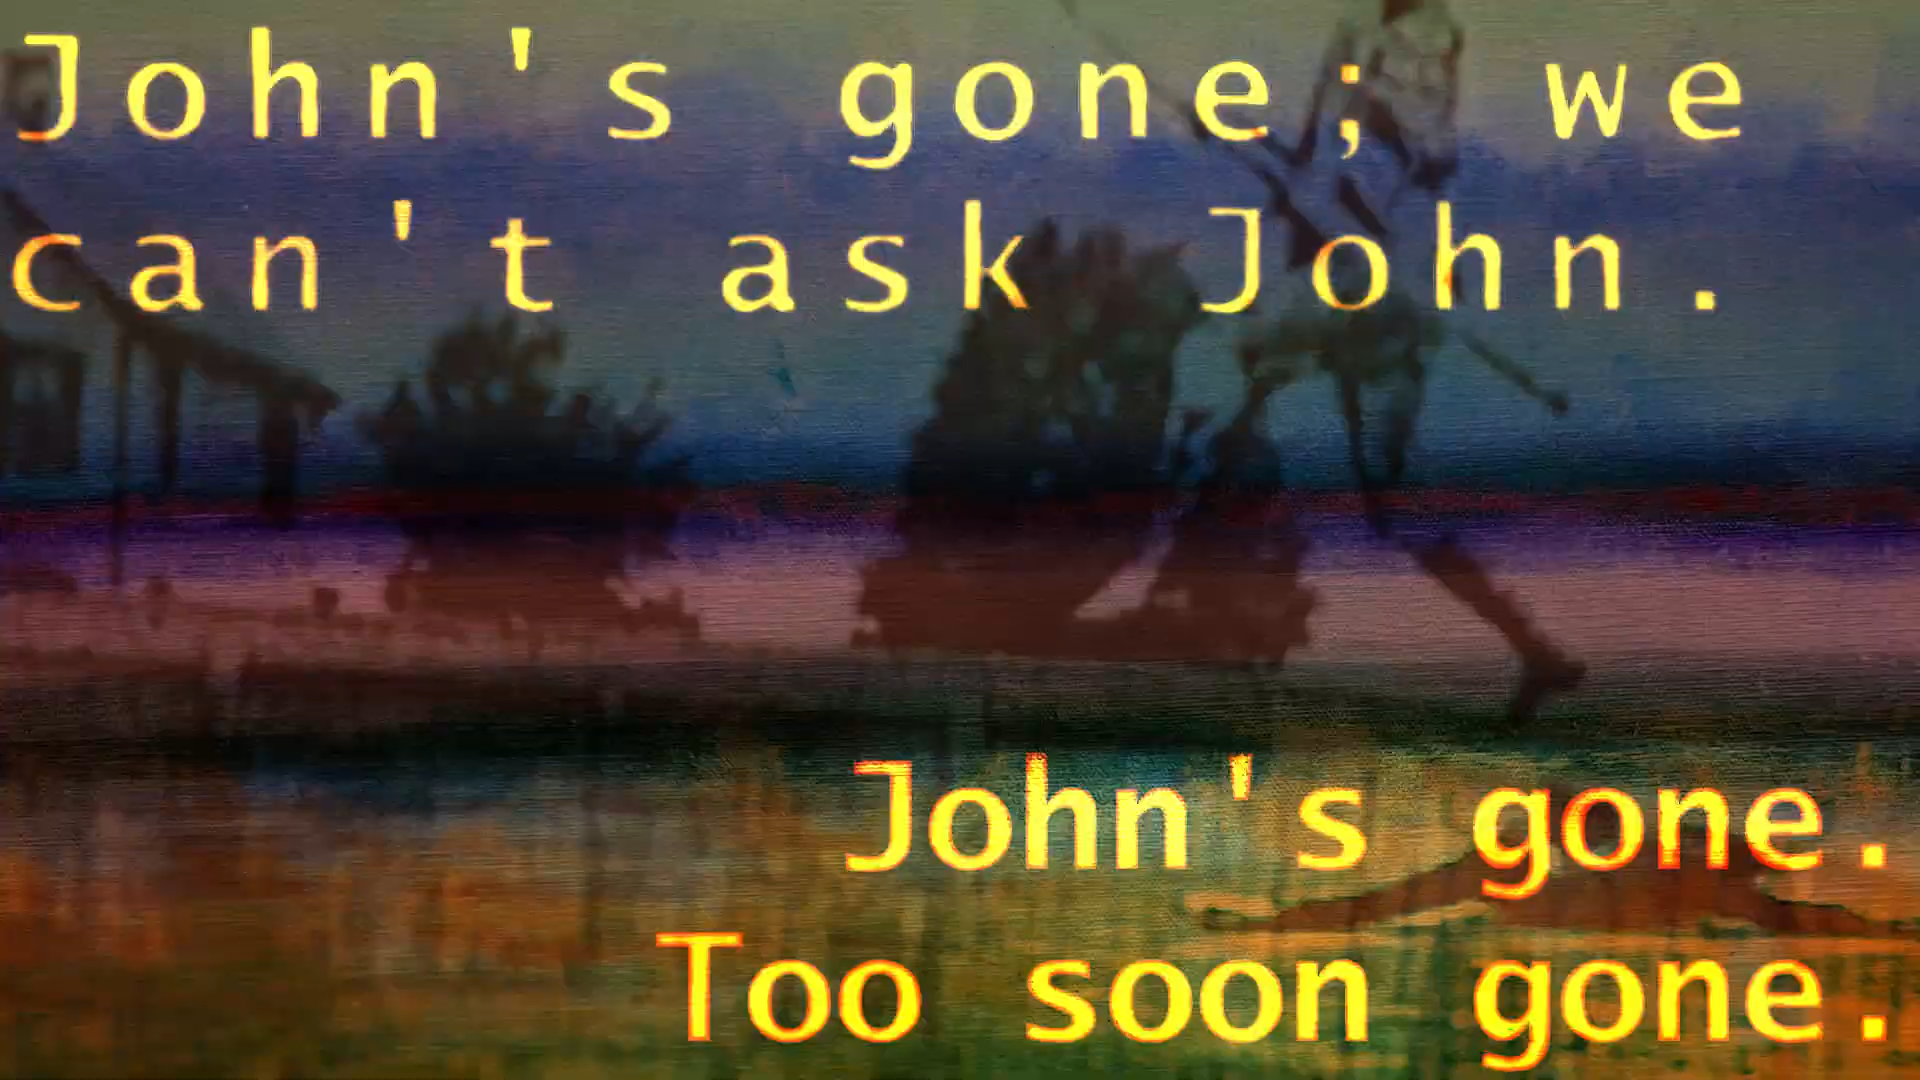 John's gone; we
can't ask John.
John's gone.
Too soon gone.